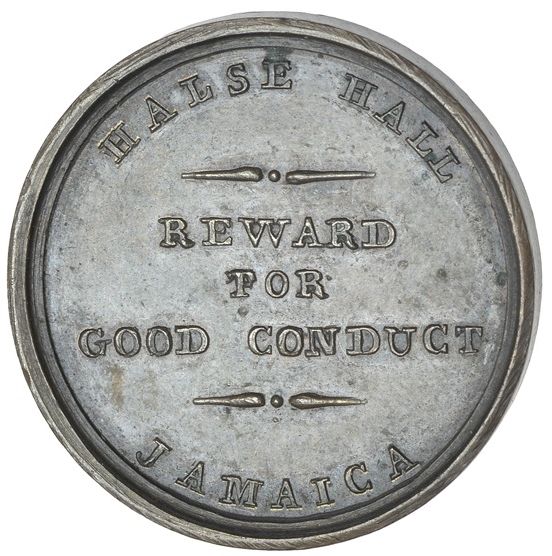 HALSE HALL
REWARD
FOR
GOOD CONDUCT
JAMAICA